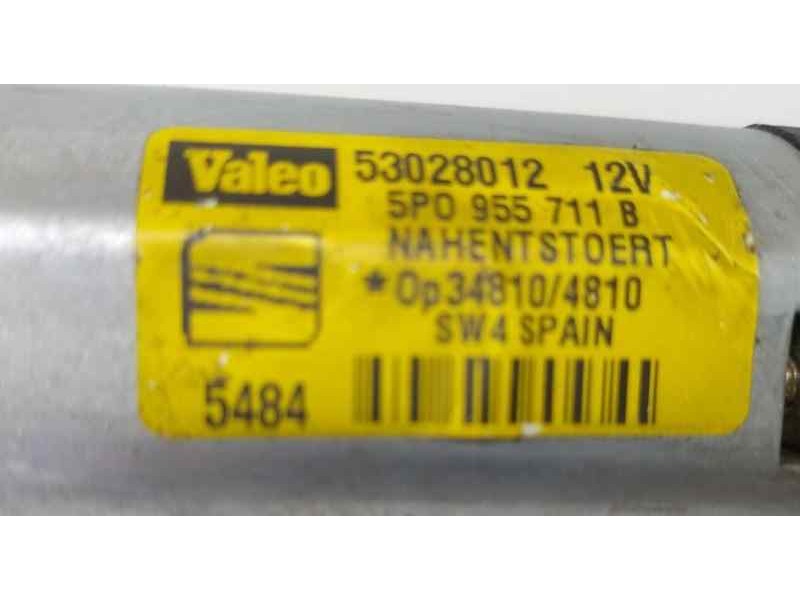 Valeo 53028012 12V
5P0 955 711 B
NAHENTSTOERT
*Op34810/4810
SW4 SPAIN
5484